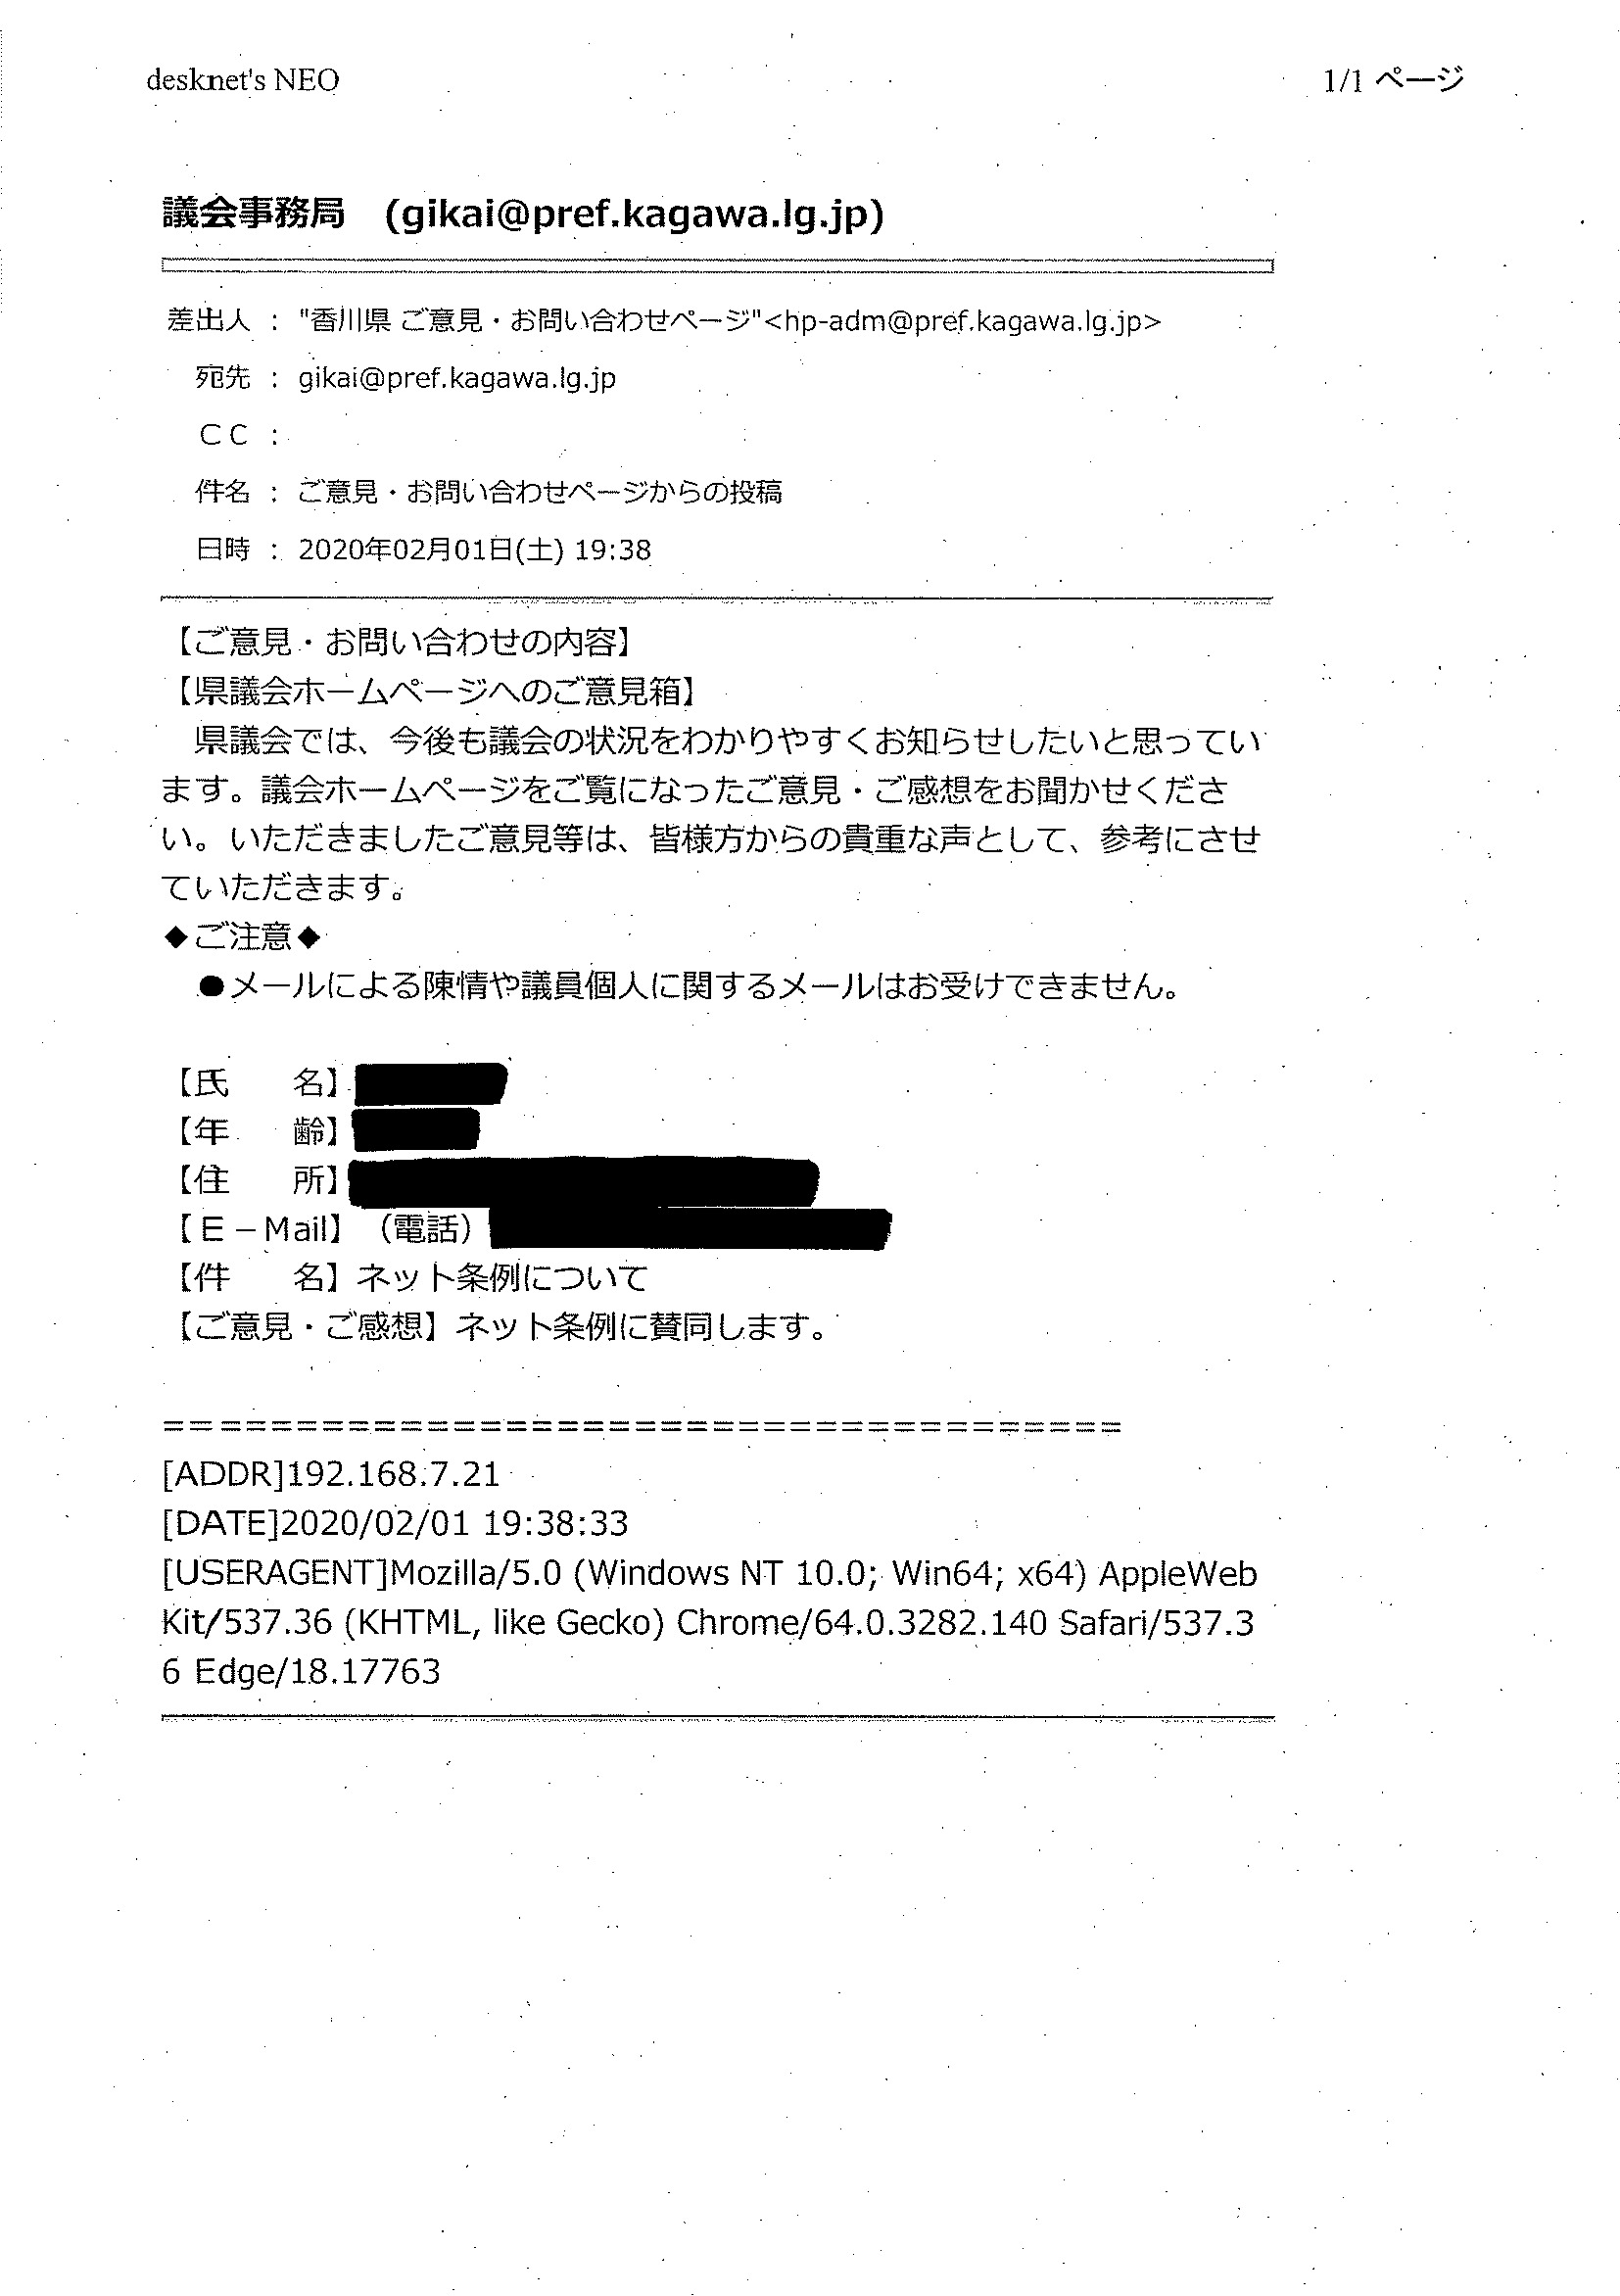 desknet's NEO
1/1 ページ
議会事務局　(gikai@pref.kagawa.lg.jp)
差出人 ： "香川県 ご意見・お問い合わせページ"<hp-adm@pref.kagawa.lg.jp>
宛先 ： gikai@pref.kagawa.lg.jp
ＣＣ ：
件名 ： ご意見・お問い合わせページからの投稿
日時 ： 2020年02月01日(土) 19:38
【ご意見・お問い合わせの内容】
【県議会ホームページへのご意見箱】
　県議会では、今後も議会の状況をわかりやすくお知らせしたいと思ってい
ます。議会ホームページをご覧になったご意見・ご感想をお聞かせくださ
い。いただきましたご意見等は、皆様方からの貴重な声として、参考にさせ
ていただきます。
◆ご注意◆
　●メールによる陳情や議員個人に関するメールはお受けできません。
【氏　　名】
【年　　齢】
【住　　所】
【Ｅ－Mail】（電話）
【件　　名】ネット条例について
【ご意見・ご感想】ネット条例に賛同します。
＝＝＝＝＝＝＝＝＝＝＝＝＝＝＝＝＝＝＝＝＝＝＝＝＝＝＝＝＝＝＝＝＝＝＝＝＝
[ADDR]192.168.7.21
[DATE]2020/02/01 19:38:33
[USERAGENT]Mozilla/5.0 (Windows NT 10.0; Win64; x64) AppleWeb
Kit/537.36 (KHTML, like Gecko) Chrome/64.0.3282.140 Safari/537.3
6 Edge/18.17763